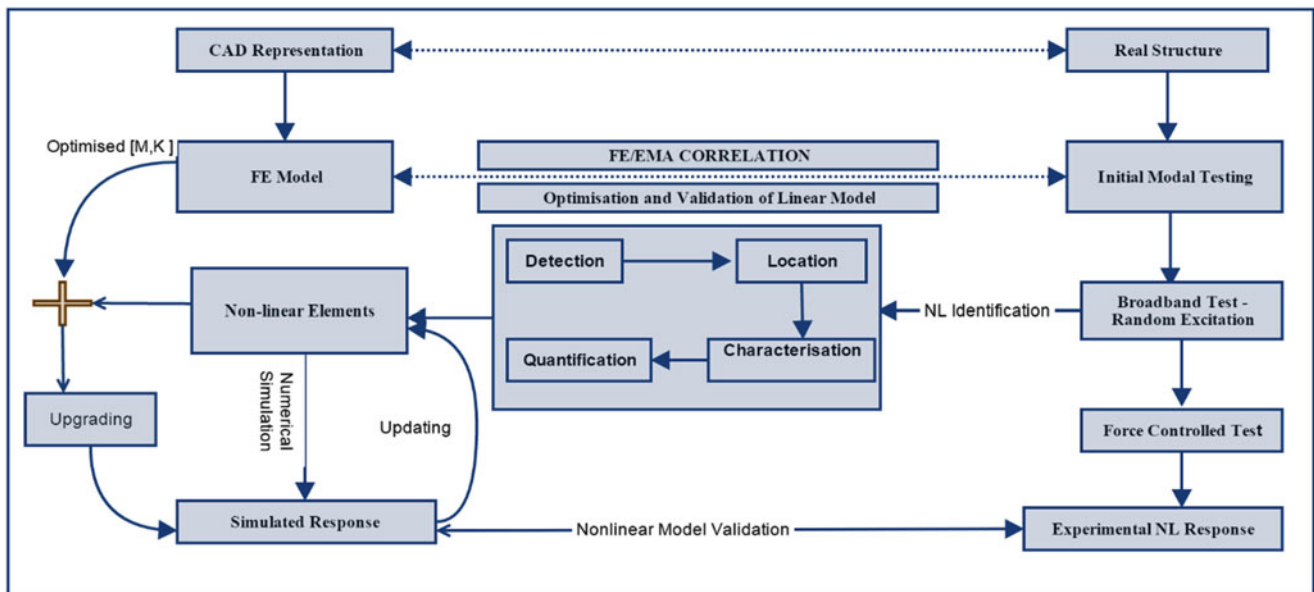 CAD Representation
Real Structure
Optimised [M,K ]
FE Model
FE/EMA CORRELATION
Optimisation and Validation of Linear Model
Initial Modal Testing
Detection
Location
Non-linear Elements
NL Identification
Broadband Test -
Random Excitation
Quantification
Characterisation
Numerical
Simulation
Updating
Upgrading
Force Controlled Test
Simulated Response
Nonlinear Model Validation
Experimental NL Response